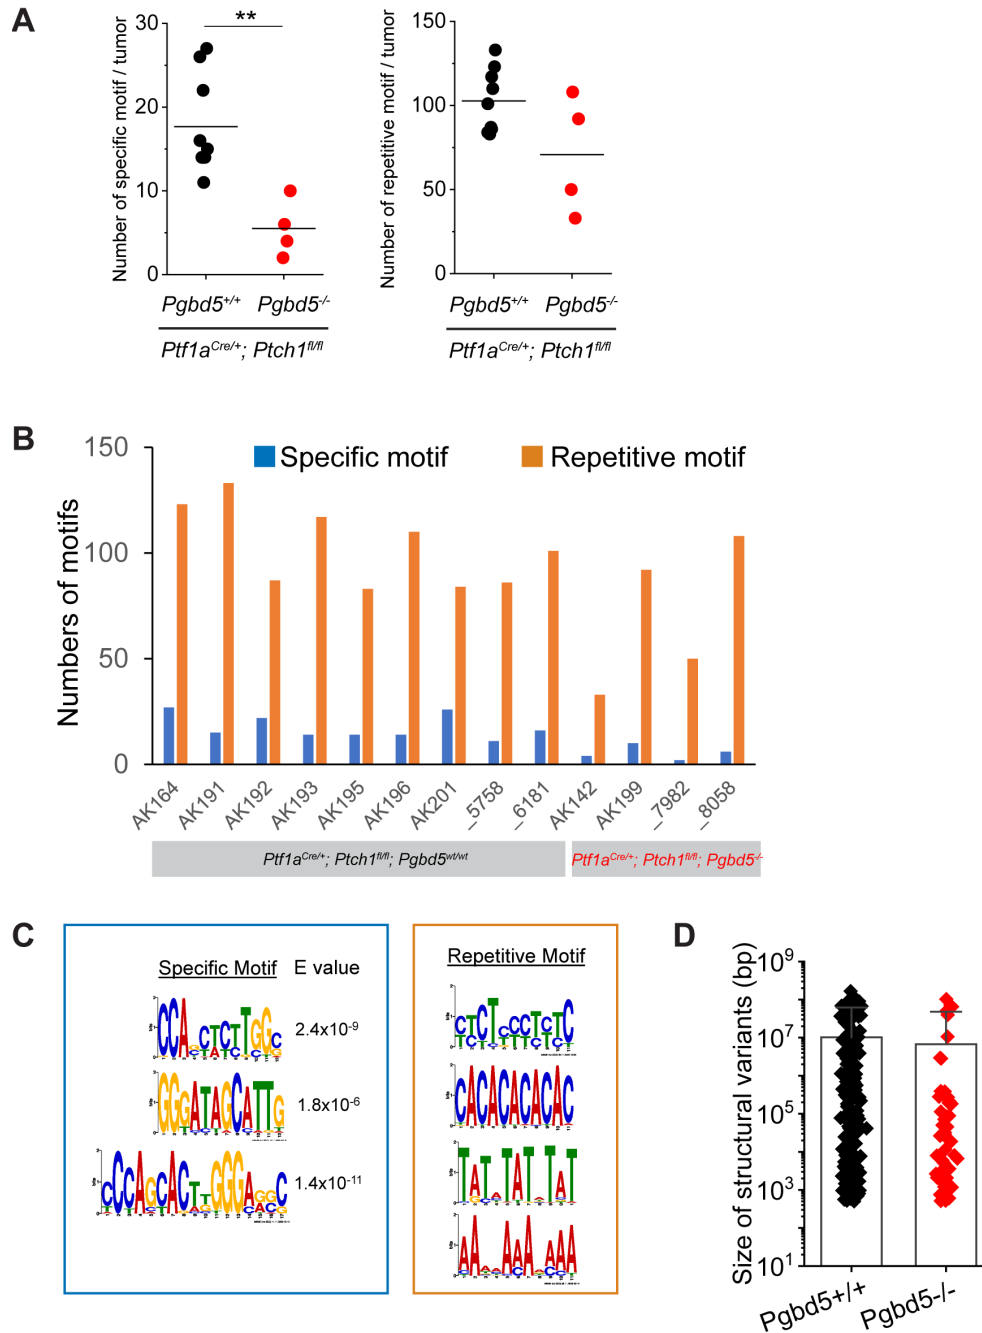 A
Number of specific motif / tumor
30
20
10
0
**
Pgbd5+/+ Pgbd5-/-
Ptf1aCre/+; Ptch1fl/fl
Number of repetitive motif / tumor
150
100
50
0
Pgbd5+/+ Pgbd5-/-
Ptf1aCre/+; Ptch1fl/fl
B
Numbers of motifs
150
100
50
0
Specific motif
Repetitive motif
AK164
AK191
AK192
AK193
AK195
AK196
AK201
_5758
_6181
AK142
AK199
_7982
_8058
Ptf1aCre/+; Ptch1fl/fl; Pgbd5wt/wt
Ptf1aCre/+; Ptch1fl/fl; Pgbd5-/-
C
Specific Motif E value
2.4x10-9
1.8x10-6
1.4x10-11
Repetitive Motif
CACACACACAC
D
Size of structural variants (bp)
109
107
105
103
101
Pgbd5+/+
Pgbd5-/-